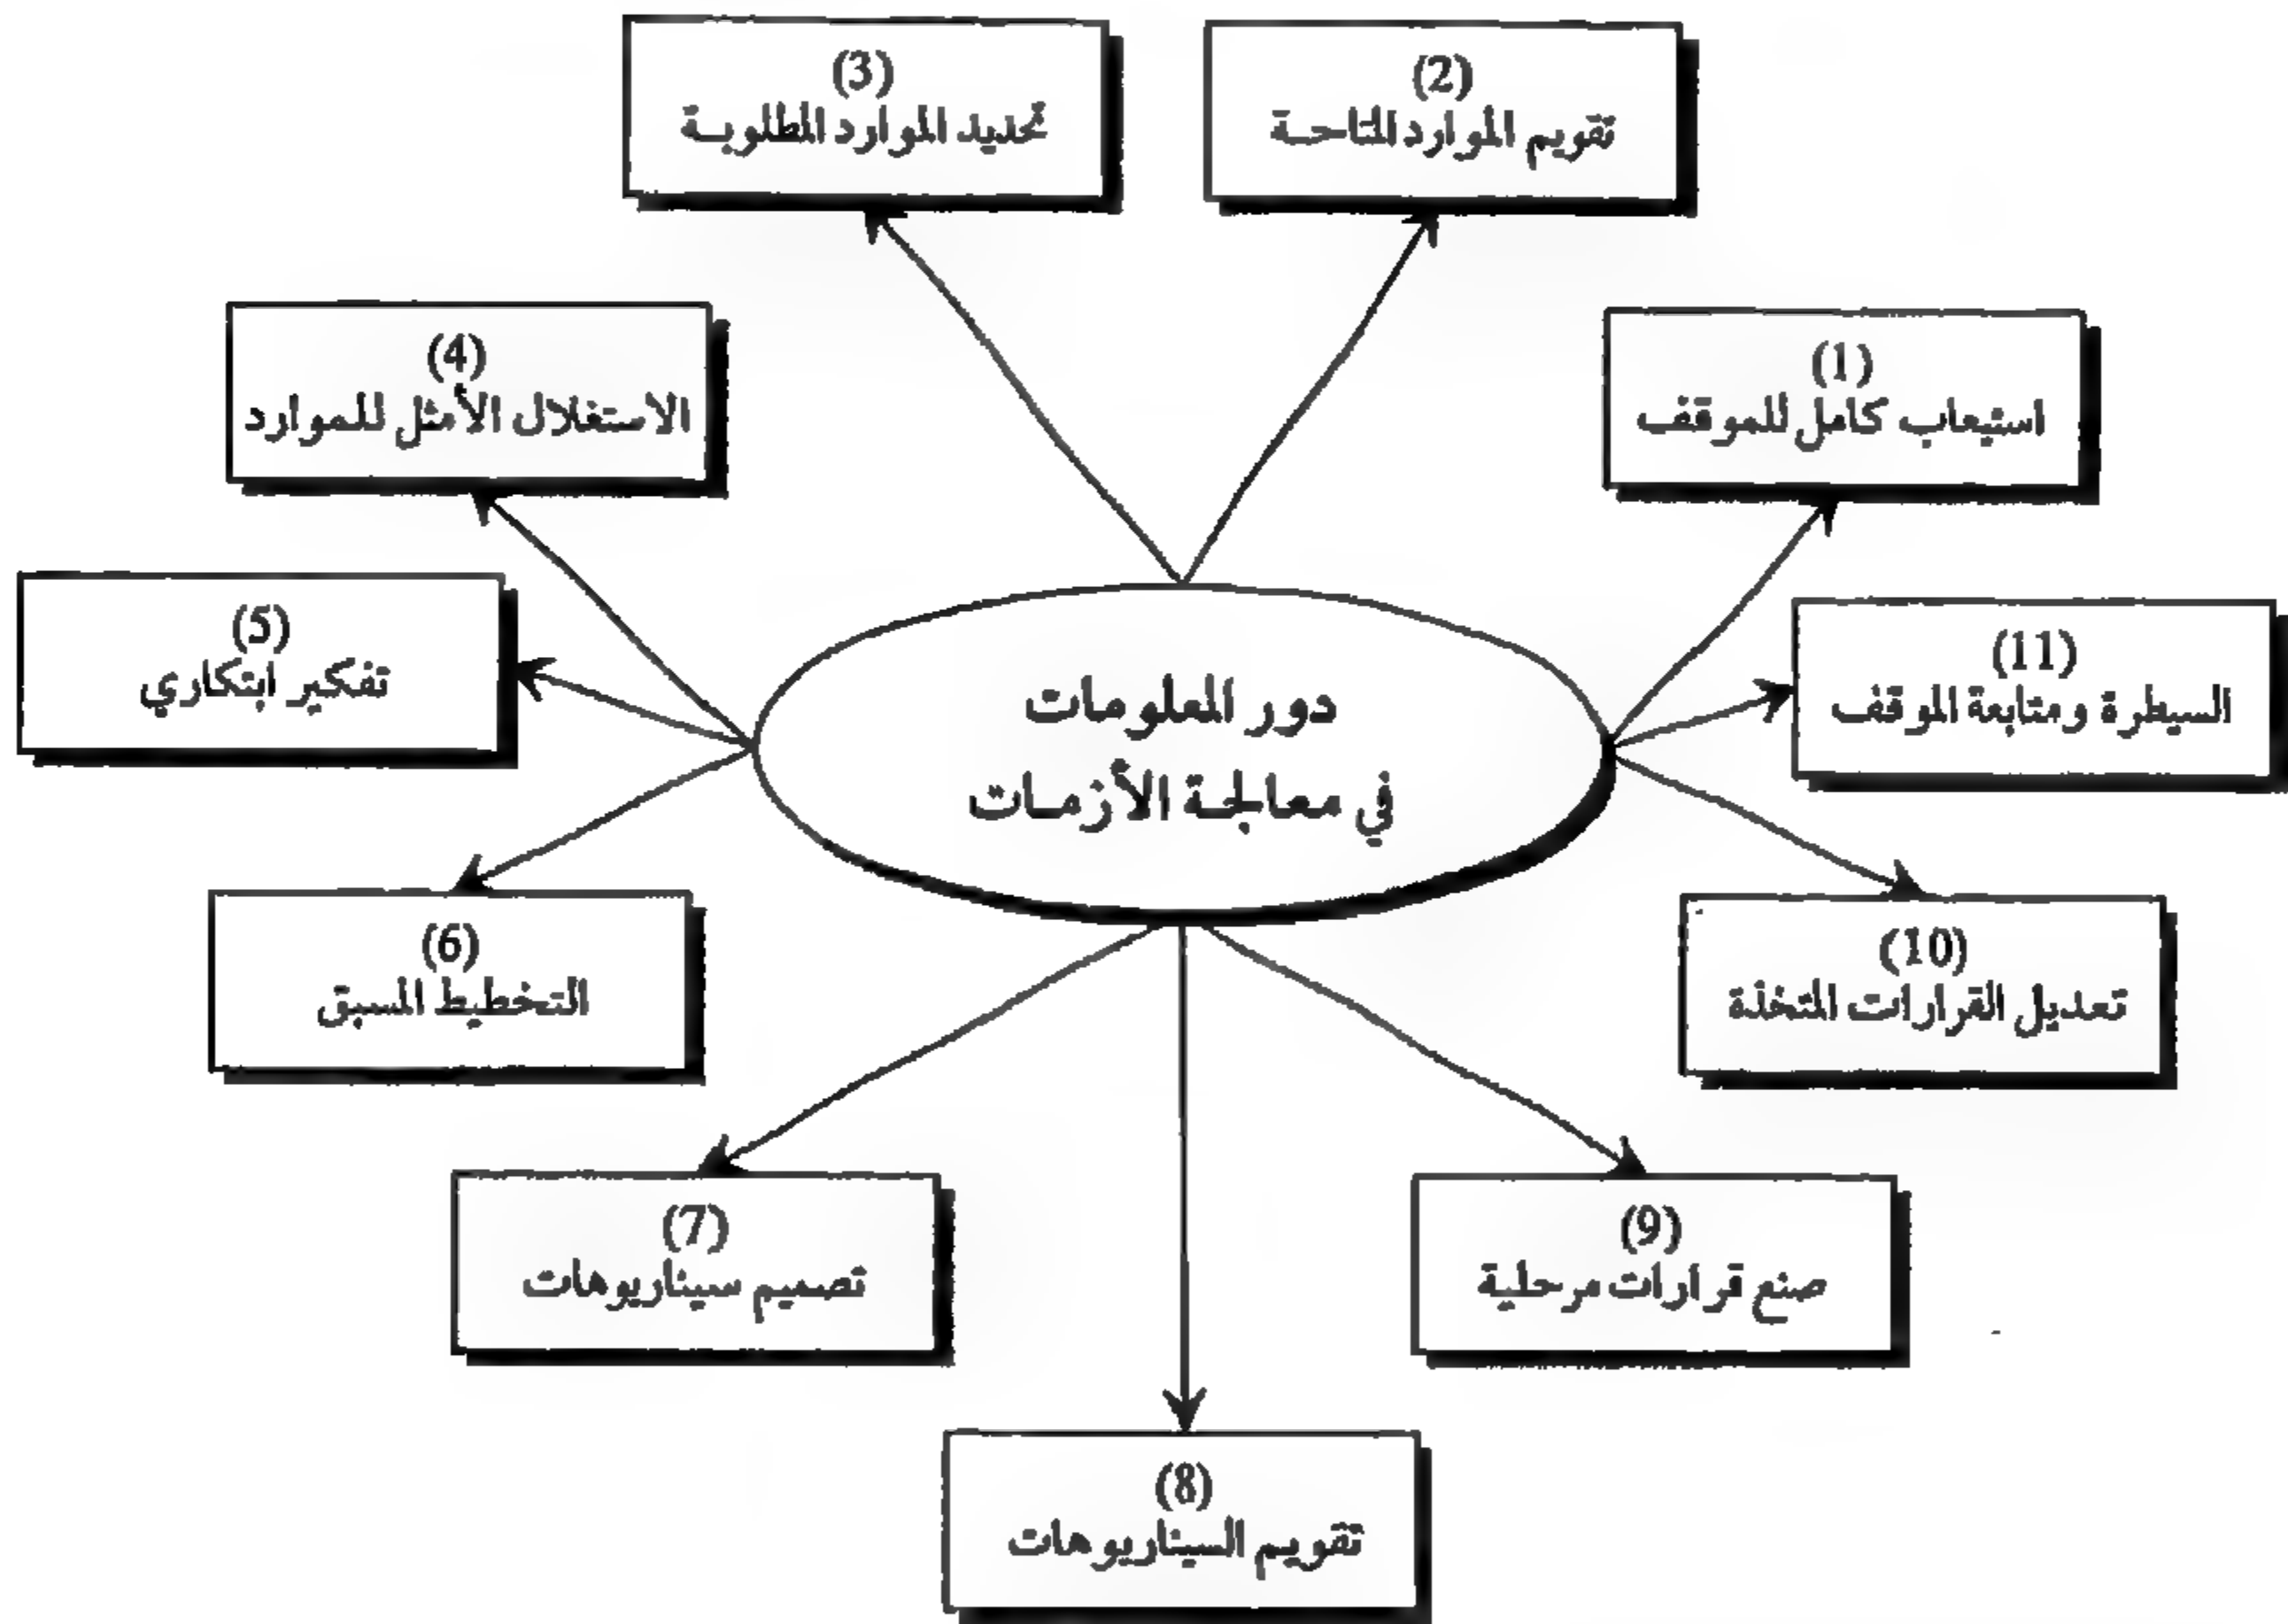 (3)
تحديد الموارد المطلوبة
(2)
تقويم الموارد المتاحة
(4)
الاستغلال الأمثل للموارد
(1)
استيعاب كامل للموقف
(5)
تفكير ابتكاري
(11)
السيطرة ومتابعة الموقف
دور المعلومات
في معالجة الأزمات
(6)
التخطيط المسبق
(10)
تعديل القرارات المتخذة
(7)
تصميم سيناريوهات
(9)
صنع قرارات مرحلية
(8)
تقويم السيناريوهات